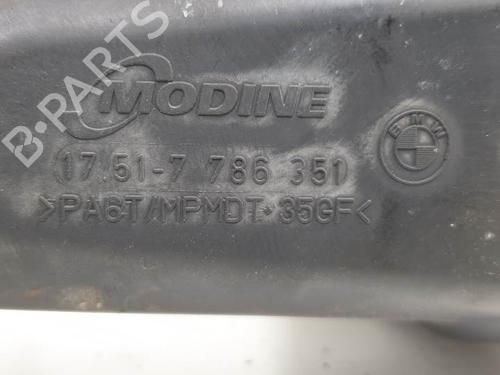 MODINE
BMW
17.51-7 786 351
>PA6T/MPMDT-35GF<
B-PARTS